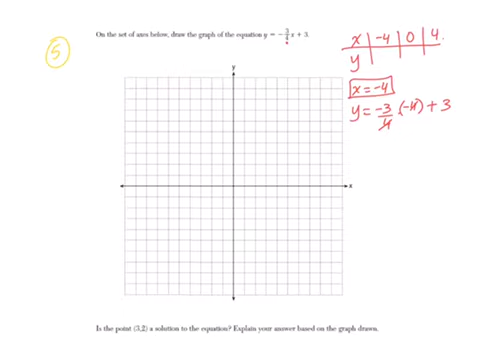 5
On the set of axes below, draw the graph of the equation y = -3/4 x + 3.
x | -4 | 0 | 4.
y
x = -4
y = -3/4 (-4) + 3
y
x
Is the point (3,2) a solution to the equation? Explain your answer based on the graph drawn.